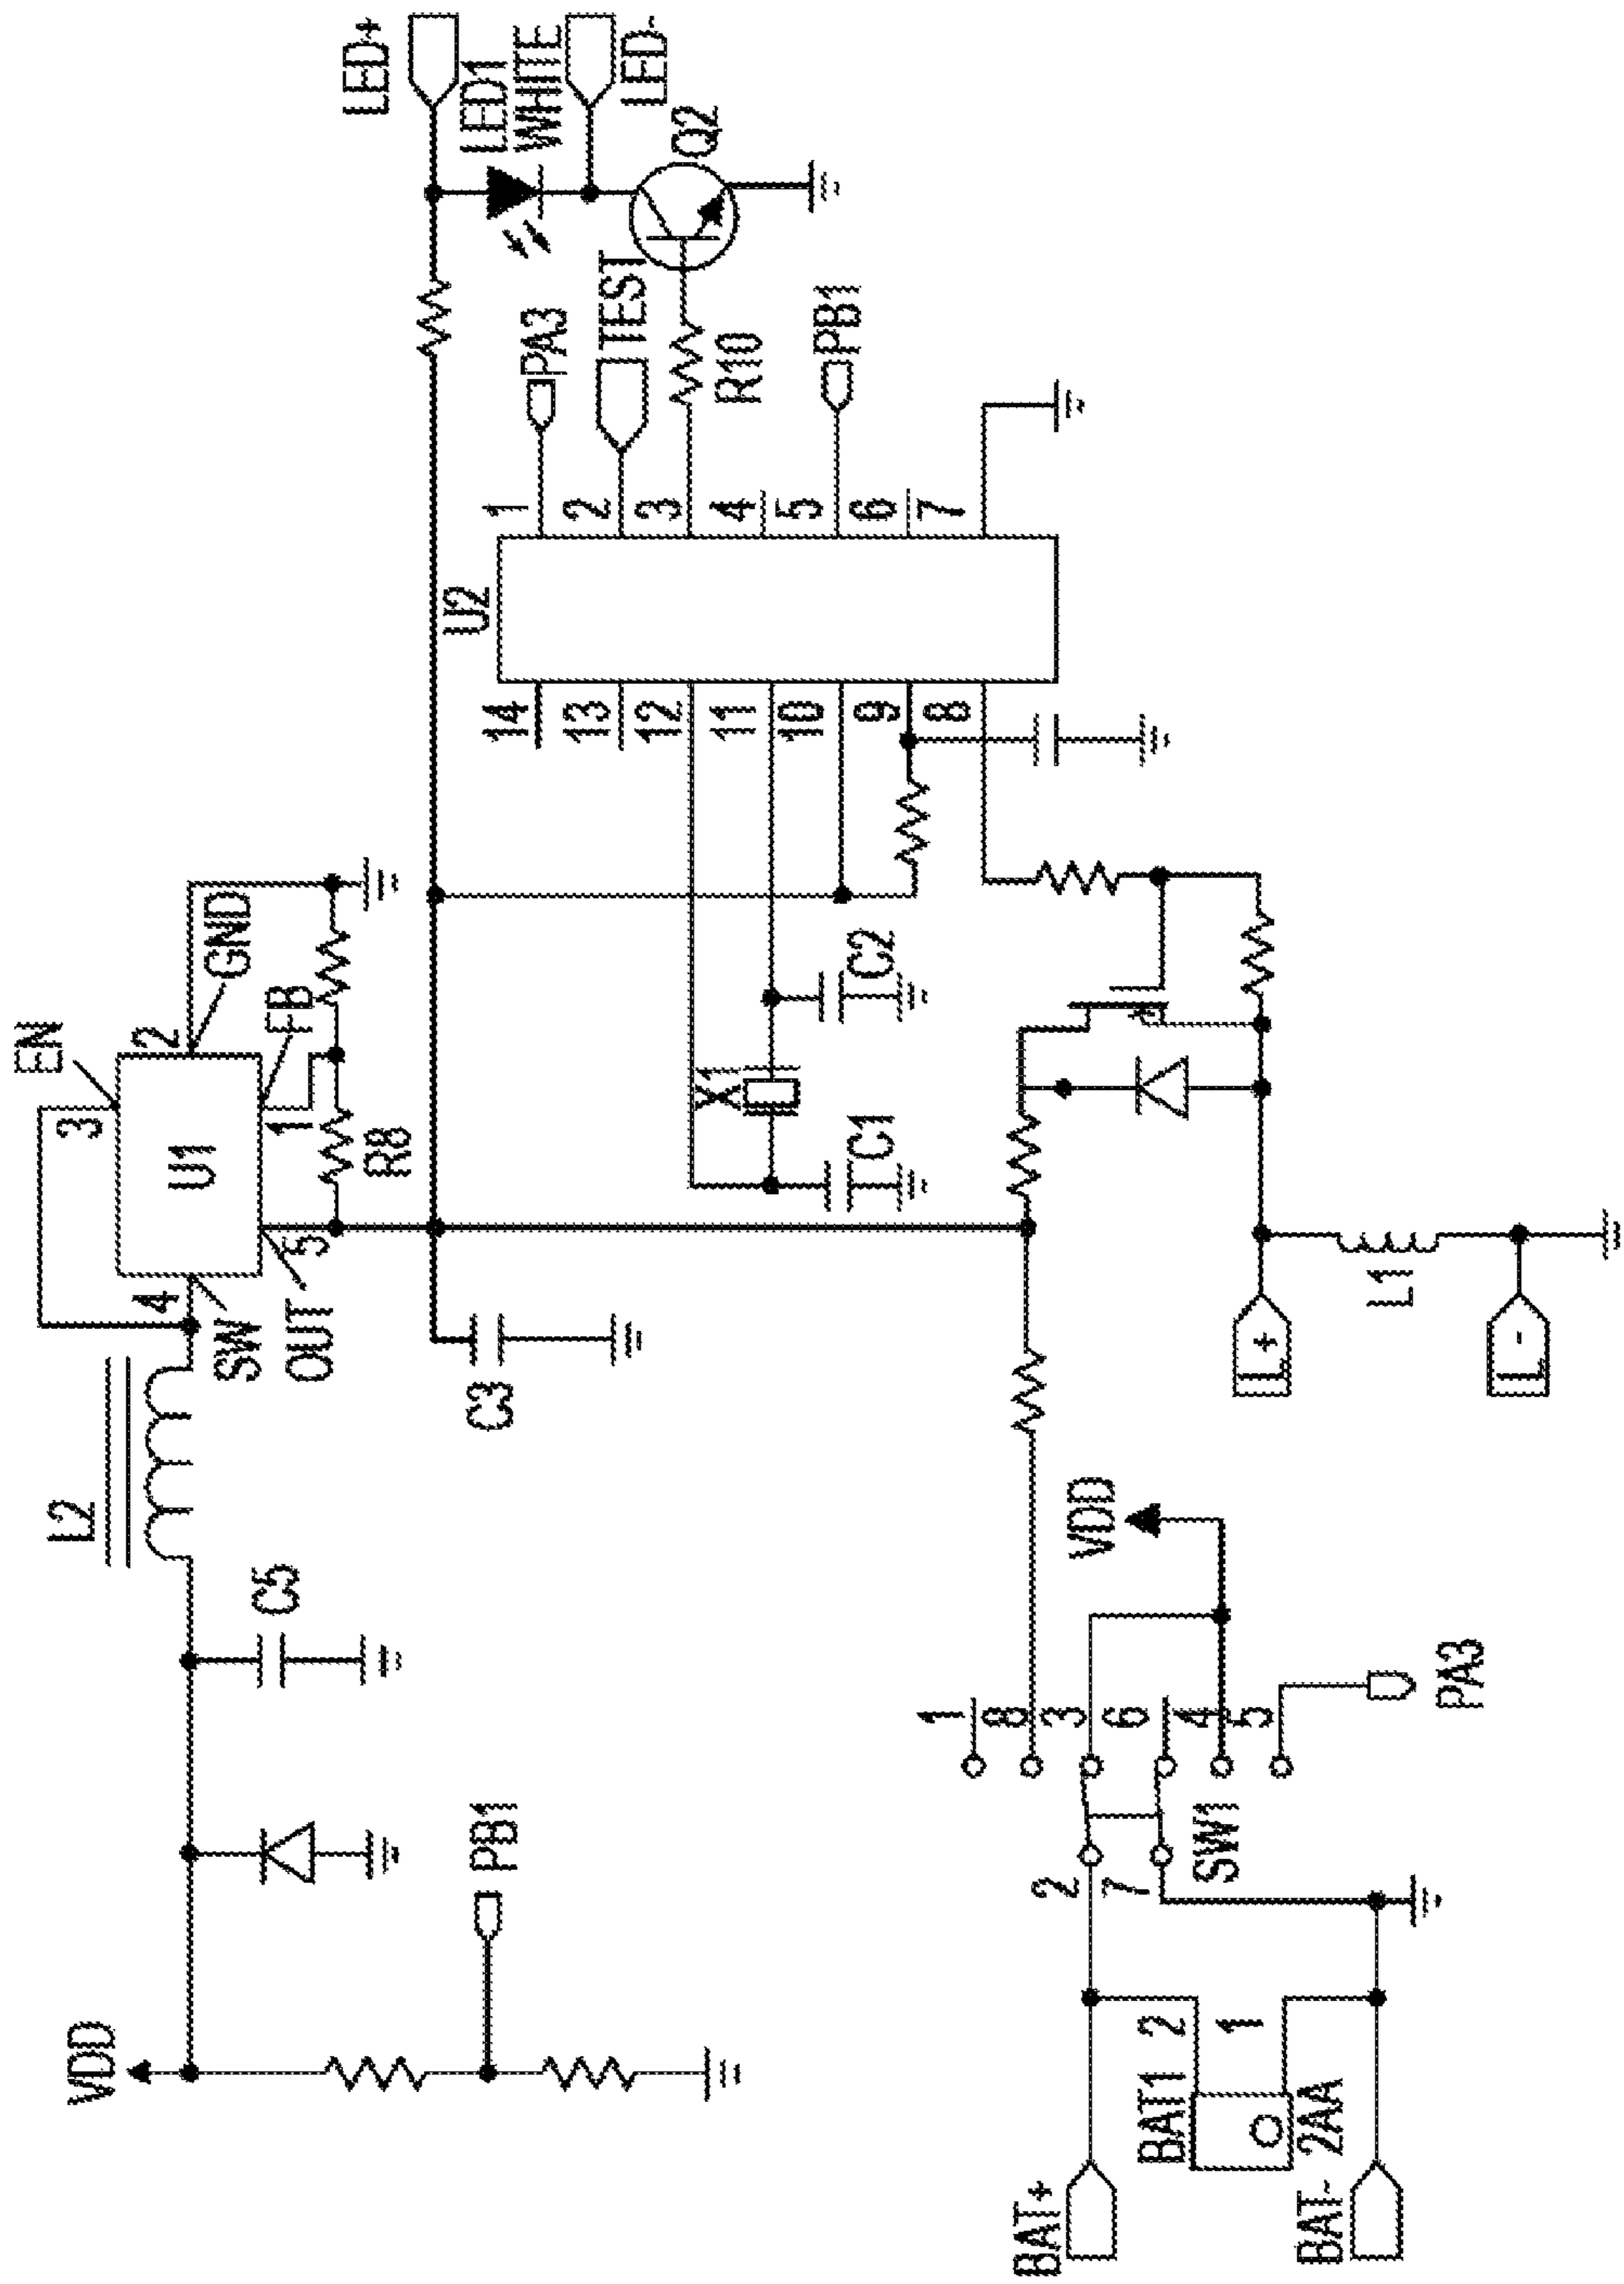 VDD
PB1
C5
L2
EN
3
4
U1
2
GND
SW
OUT
5
1
FB
R8
C3
LED+
LED1
WHITE
LED-
Q2
PA3
TEST
R10
PB1
U2
14
13
12
11
10
9
8
1
2
3
4
5
6
7
X1
C1
C2
BAT+
BAT-
BAT1
2AA
2
1
2
7
SW1
1
8
3
6
4
5
VDD
PA3
L+
L-
L1